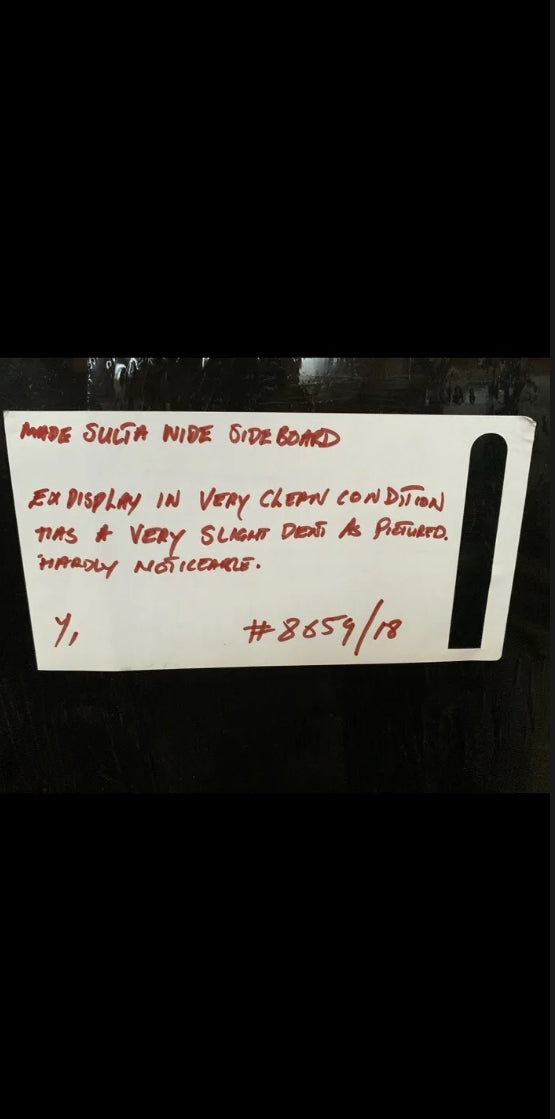 MADE SULTA WIDE SIDEBOARD
EX DISPLAY IN VERY CLEAN CONDITION
HAS A VERY SLIGHT DENT AS PICTURED.
HARDLY NOTICEABLE.
Y, #8659/18